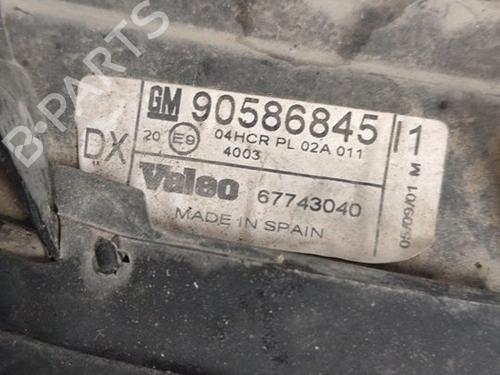 GM 90586845 1
DX 20 E9 04HCR PL 02A 011
4003
Valeo 67743040
MADE IN SPAIN
05/09/01 M
B-PARTS